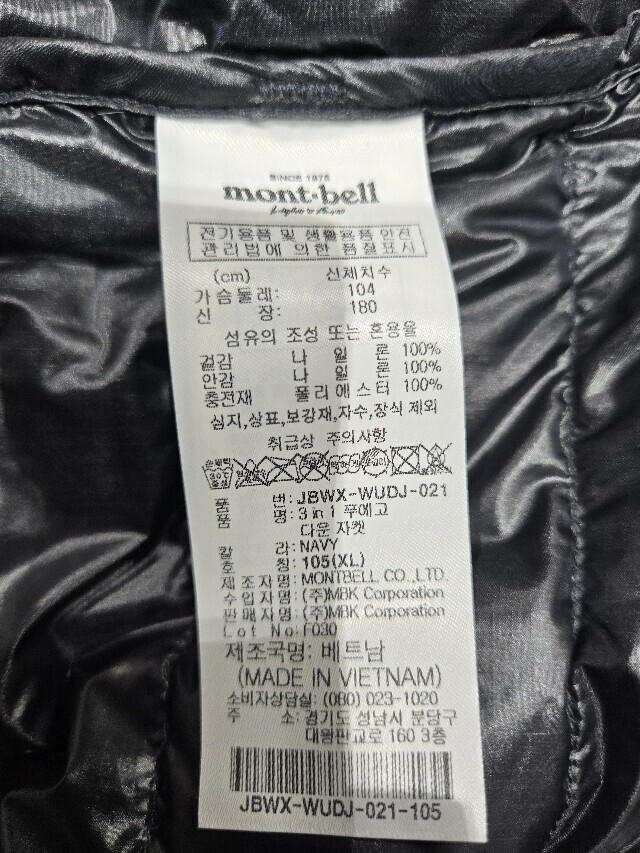 SINCE 1975
mont·bell
전기용품 및 생활용품 안전
관리법에 의한 품질표시
(cm) 신체치수
가슴둘레: 104
신 장: 180
섬유의 조성 또는 혼용율
겉감 나 일 론 100%
안감 나 일 론 100%
충전재 폴리에스터 100%
심지,상표,보강재,자수,장식 제외
취급상 주의사항
손세탁
30℃
중성
품 번: JBWX-WUDJ-021
품 명: 3 in 1 푸에고
다운 자켓
칼 라: NAVY
호 칭: 105(XL)
제조자명: MONTBELL CO.,LTD.
수입자명: (주)MBK Corporation
판매자명: (주)MBK Corporation
Lot No: F030
제조국명: 베트남
(MADE IN VIETNAM)
소비자상담실: (080) 023-1020
주 소: 경기도 성남시 분당구
대왕판교로 160 3층
JBWX-WUDJ-021-105